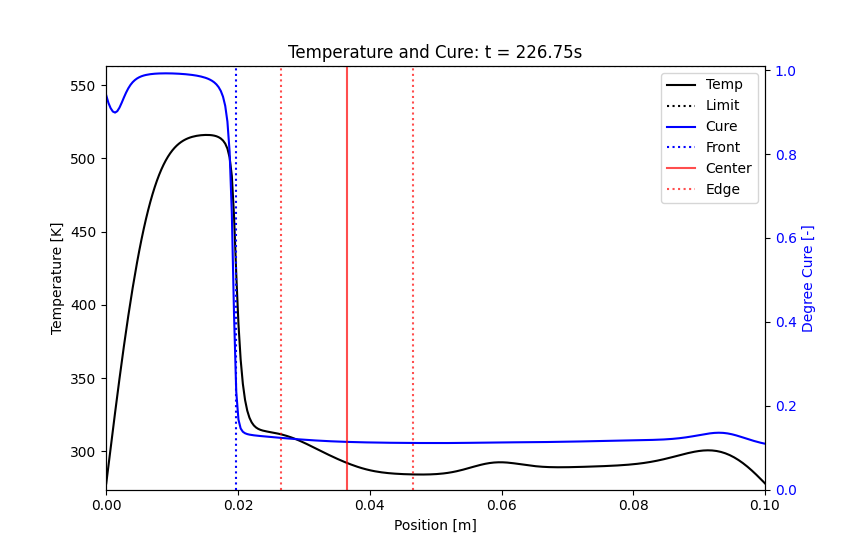 Temperature and Cure: t = 226.75s
Temp
Limit
Cure
Front
Center
Edge
550
500
450
400
350
300
Temperature [K]
1.0
0.8
0.6
0.4
0.2
0.0
Degree Cure [-]
0.00 0.02 0.04 0.06 0.08 0.10
Position [m]